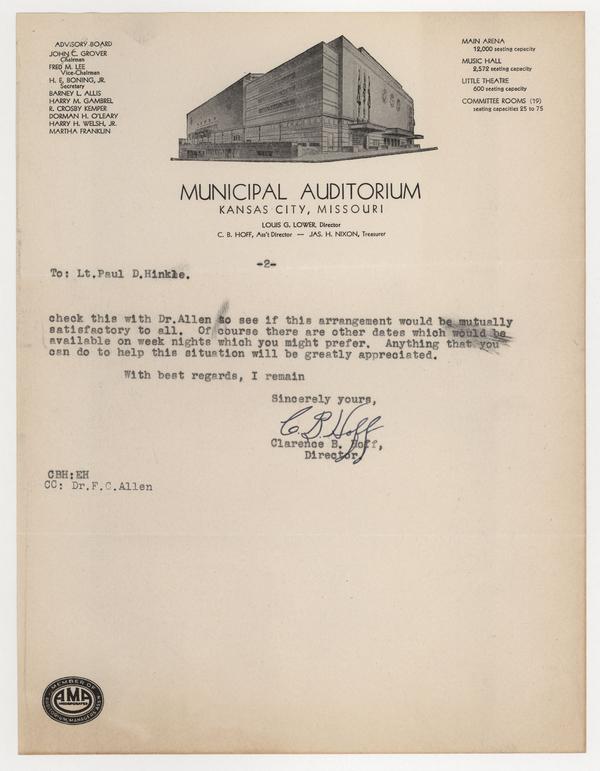 ADVISORY BOARD
JOHN C. GROVER
Chairman
FRED M. LEE
Vice-Chairman
H. E. BONING, JR.
Secretary
BARNEY L. ALLIS
HARRY M. GAMBREL
R. CROSBY KEMPER
DORMAN H. O'LEARY
HARRY H. WELSH, JR.
MARTHA FRANKLIN
MAIN ARENA
12,000 seating capacity
MUSIC HALL
2,572 seating capacity
LITTLE THEATRE
600 seating capacity
COMMITTEE ROOMS (19)
seating capacities 25 to 75
MUNICIPAL AUDITORIUM
KANSAS CITY, MISSOURI
LOUIS G. LOWER, Director
C. B. HOFF, Ass't Director — JAS. H. NIXON, Treasurer
-2-
To: Lt.Paul D.Hinkle.
check this with Dr.Allen to see if this arrangement would be mutually
satisfactory to all. Of course there are other dates which would be
available on week nights which you might prefer. Anything that you
can do to help this situation will be greatly appreciated.
With best regards, I remain
Sincerely yours,
C. B. Hoff
Clarence B. Hoff,
Director.
CBH:EH
CC: Dr.F.C.Allen
MEMBER OF
AMA
INCORPORATED
AUDITORIUM MANAGERS ASS'N